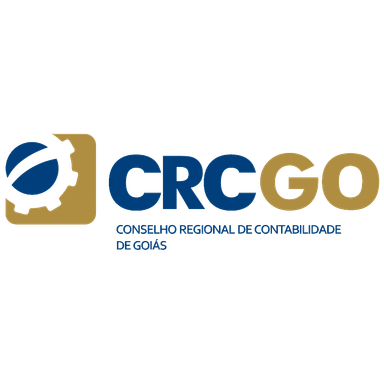 CRCGO
CONSELHO REGIONAL DE CONTABILIDADE
DE GOIÁS